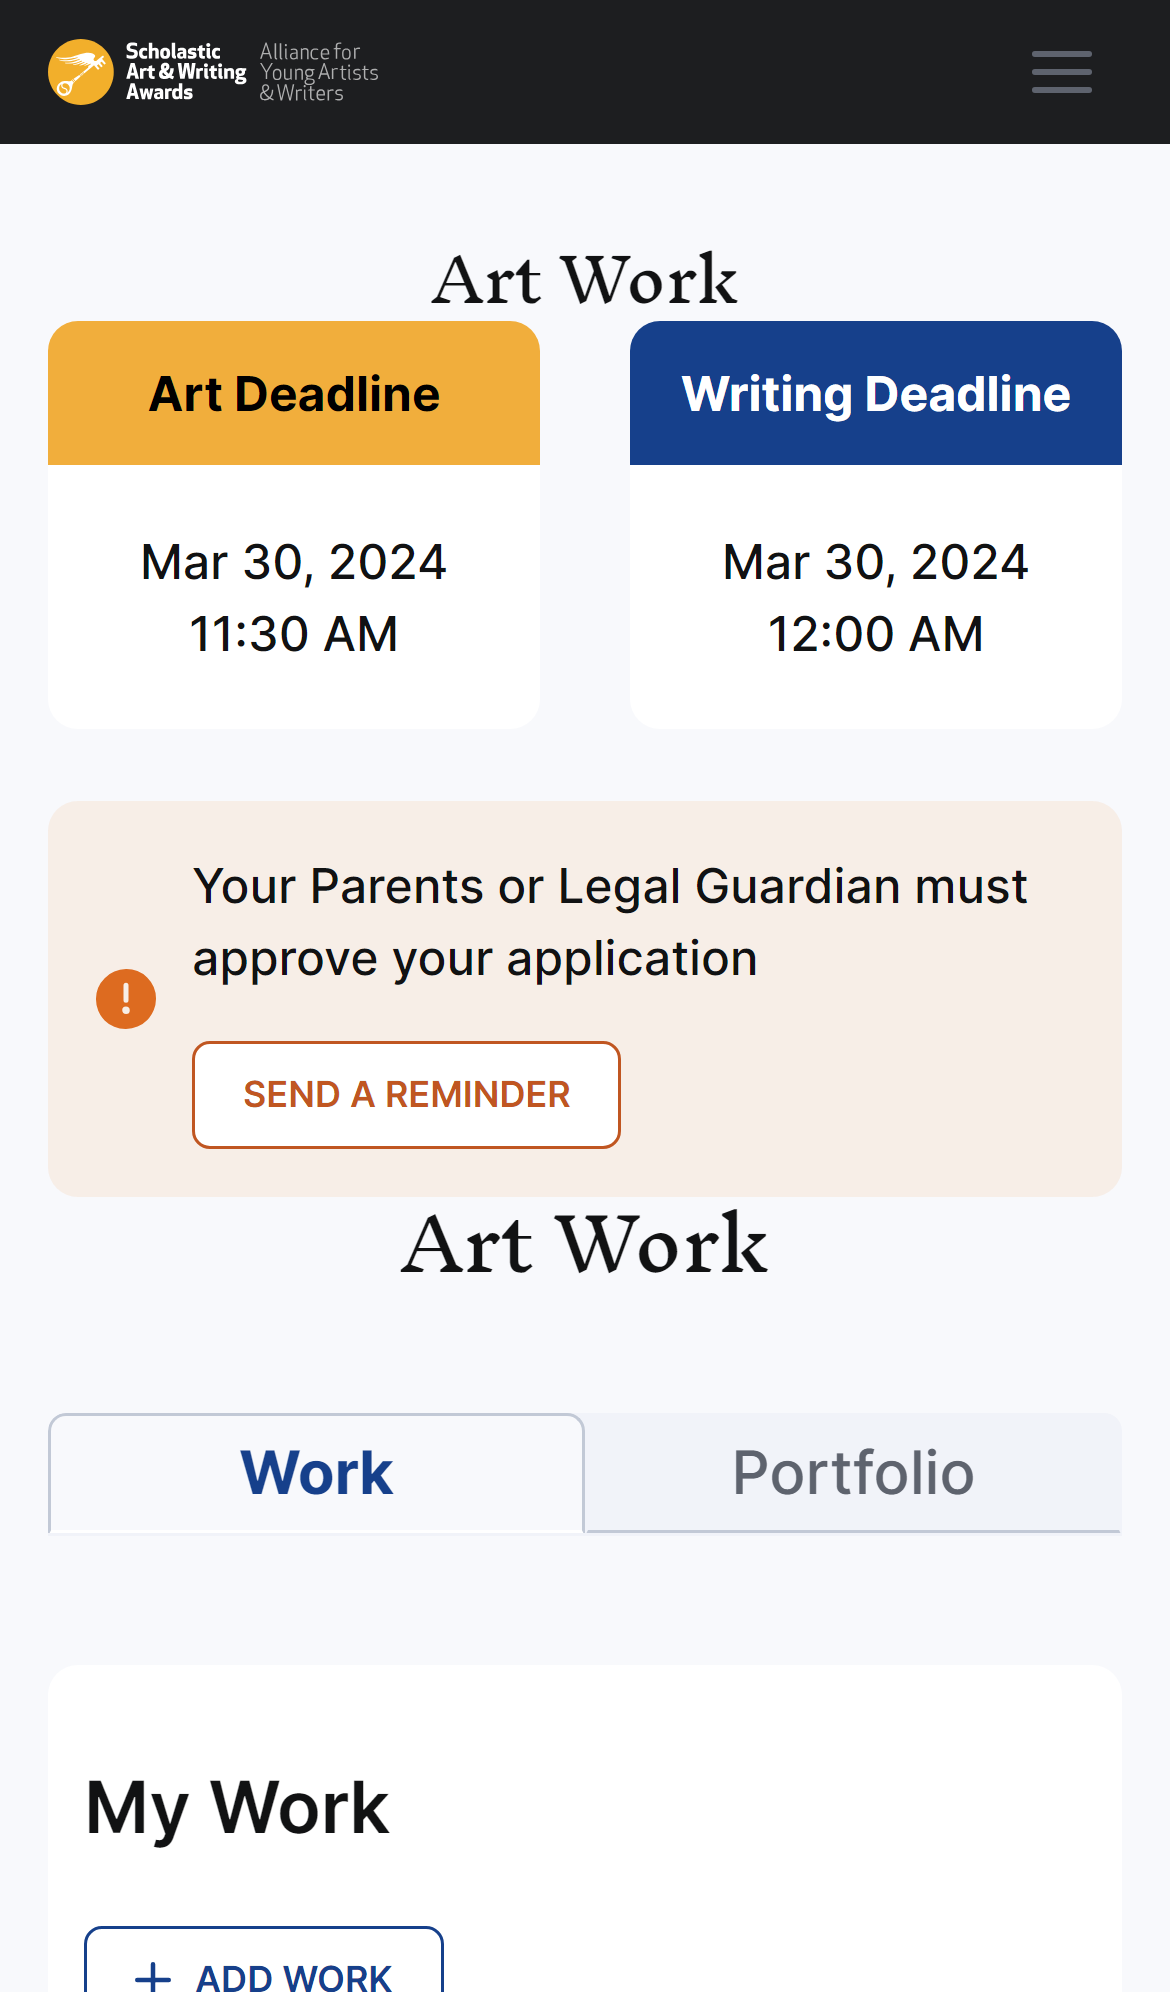 Scholastic
Art & Writing
Awards
Alliance for
Young Artists
& Writers
Art Work
Art Deadline
Mar 30, 2024
11:30 AM
Writing Deadline
Mar 30, 2024
12:00 AM
Your Parents or Legal Guardian must
approve your application
SEND A REMINDER
Art Work
Work
Portfolio
My Work
ADD WORK